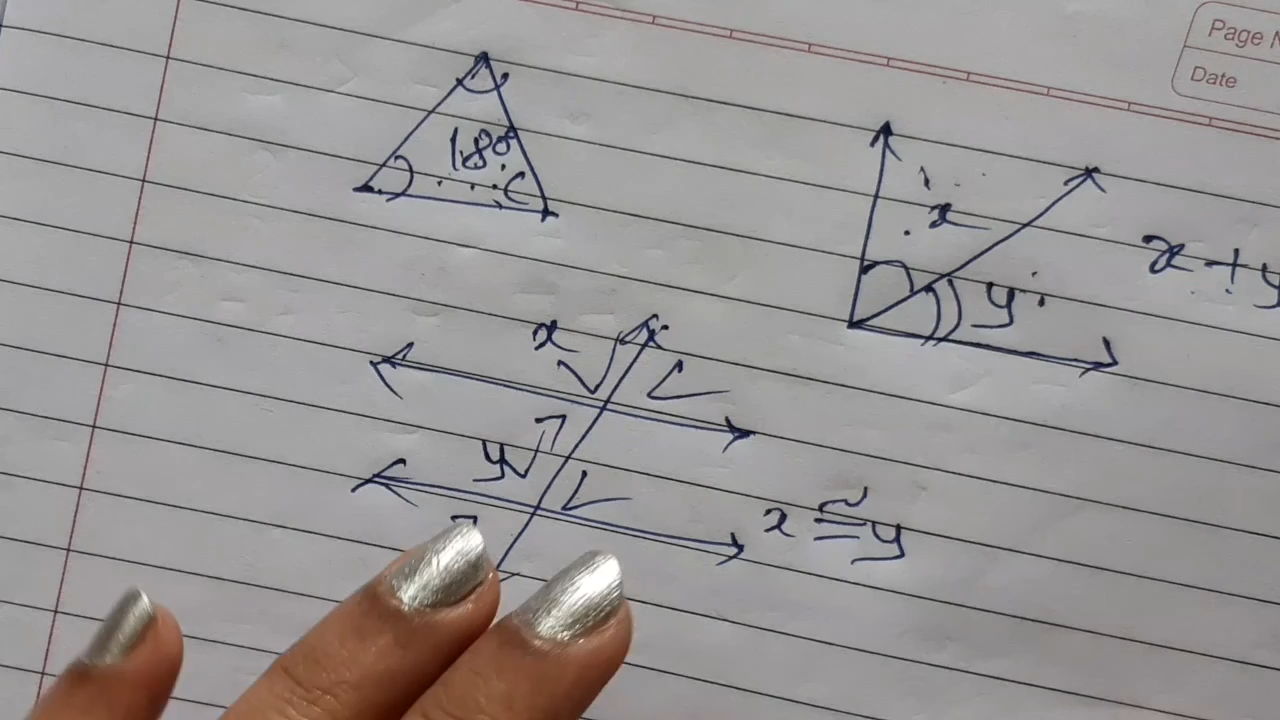 Page N
Date
180°
x
y
x + y
x
y
x ≅ y